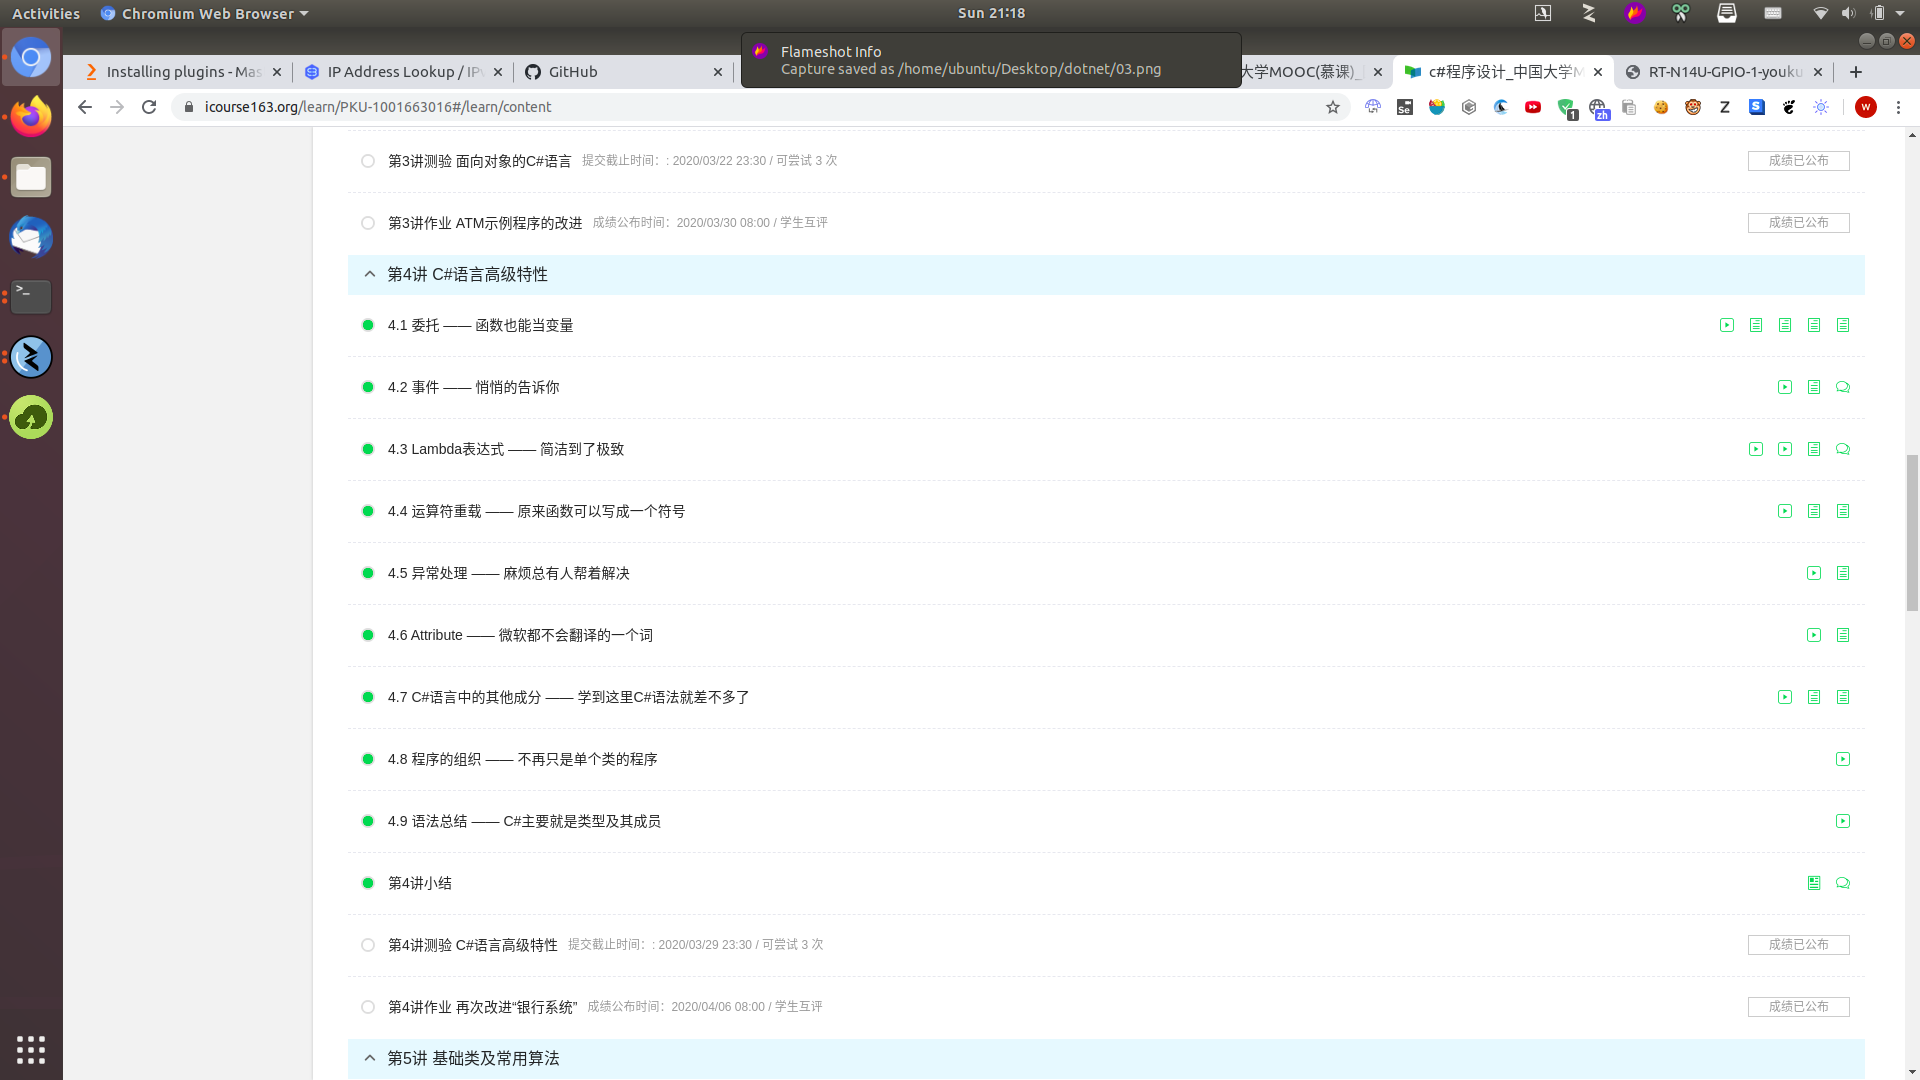 Activities
Chromium Web Browser
Sun 21:18
Flameshot Info
Capture saved as /home/ubuntu/Desktop/dotnet/03.png
Installing plugins - Mas
IP Address Lookup / IPv
GitHub
大学MOOC(慕课)_
c#程序设计_中国大学M
RT-N14U-GPIO-1-youku
icourse163.org/learn/PKU-1001663016#/learn/content
Se
1
zh
Z
S
W
第3讲测验 面向对象的C#语言 提交截止时间: : 2020/03/22 23:30 / 可尝试 3 次
成绩已公布
第3讲作业 ATM示例程序的改进 成绩公布时间: 2020/03/30 08:00 / 学生互评
成绩已公布
第4讲 C#语言高级特性
4.1 委托 —— 函数也能当变量
4.2 事件 —— 悄悄的告诉你
4.3 Lambda表达式 —— 简洁到了极致
4.4 运算符重载 —— 原来函数可以写成一个符号
4.5 异常处理 —— 麻烦总有人帮着解决
4.6 Attribute —— 微软都不会翻译的一个词
4.7 C#语言中的其他成分 —— 学到这里C#语法就差不多了
4.8 程序的组织 —— 不再只是单个类的程序
4.9 语法总结 —— C#主要就是类型及其成员
第4讲小结
第4讲测验 C#语言高级特性 提交截止时间: : 2020/03/29 23:30 / 可尝试 3 次
成绩已公布
第4讲作业 再次改进“银行系统” 成绩公布时间: 2020/04/06 08:00 / 学生互评
成绩已公布
第5讲 基础类及常用算法